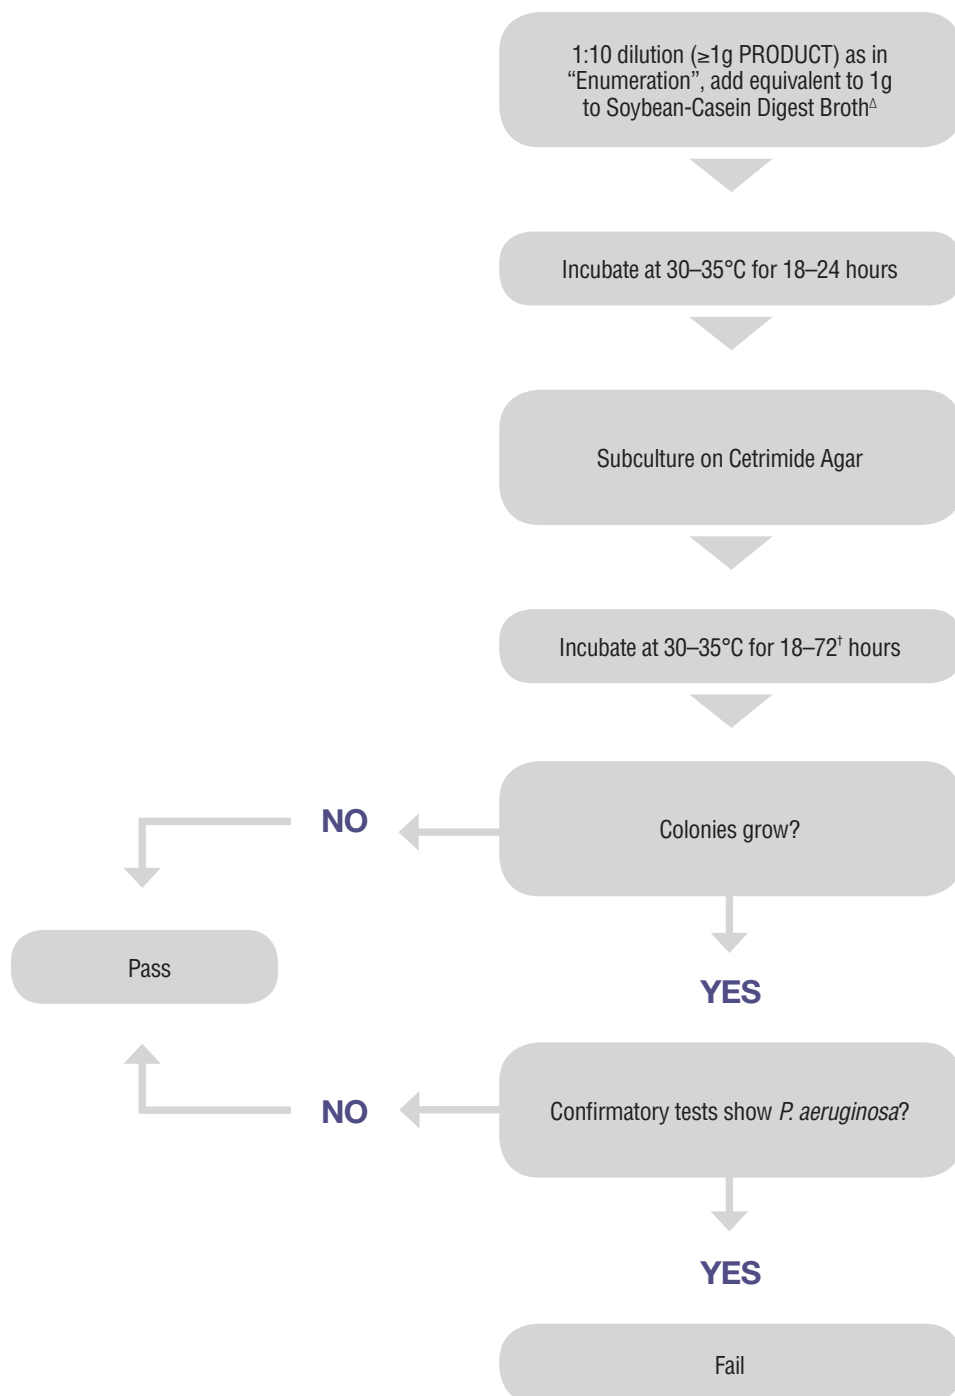 1:10 dilution (≥1g PRODUCT) as in
“Enumeration”, add equivalent to 1g
to Soybean-Casein Digest Broth∆
Incubate at 30–35°C for 18–24 hours
Subculture on Cetrimide Agar
Incubate at 30–35°C for 18–72† hours
Colonies grow?
NO
Pass
YES
Confirmatory tests show P. aeruginosa?
NO
YES
Fail